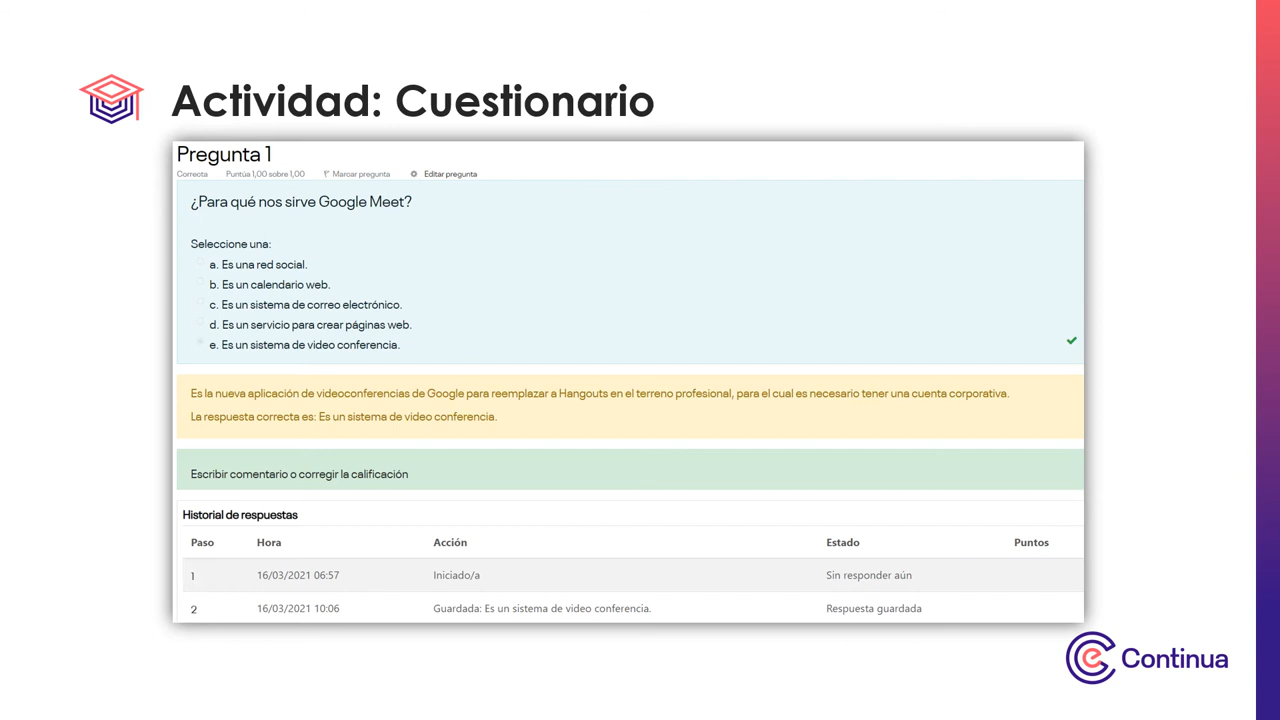 Actividad: Cuestionario
Pregunta 1
Correcta Puntúa 1,00 sobre 1,00 Marcar pregunta Editar pregunta
¿Para qué nos sirve Google Meet?
Seleccione una:
a. Es una red social.
b. Es un calendario web.
c. Es un sistema de correo electrónico.
d. Es un servicio para crear páginas web.
e. Es un sistema de video conferencia.
Es la nueva aplicación de videoconferencias de Google para reemplazar a Hangouts en el terreno profesional, para el cual es necesario tener una cuenta corporativa.
La respuesta correcta es: Es un sistema de video conferencia.
Escribir comentario o corregir la calificación
Historial de respuestas
Paso Hora Acción Estado Puntos
1 16/03/2021 06:57 Iniciado/a Sin responder aún
2 16/03/2021 10:06 Guardada: Es un sistema de video conferencia. Respuesta guardada
Continua